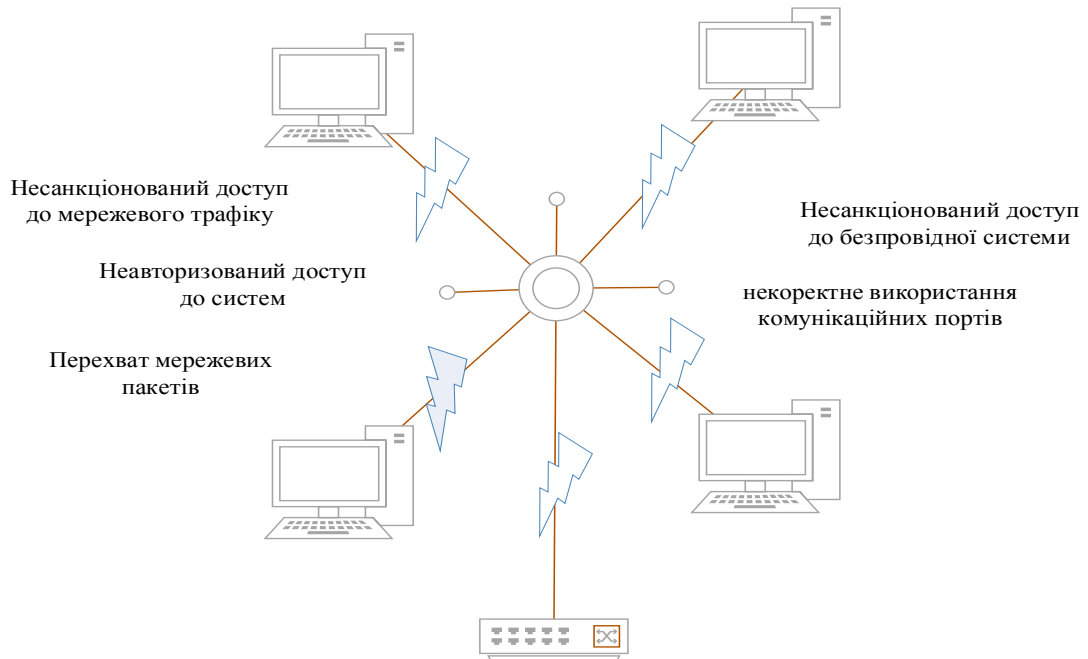 Несанкціонований доступ
до мережевого трафіку
Неавторизований доступ
до систем
Перехват мережевих
пакетів
Несанкціонований доступ
до безпровідної системи
некоректне використання
комунікаційних портів